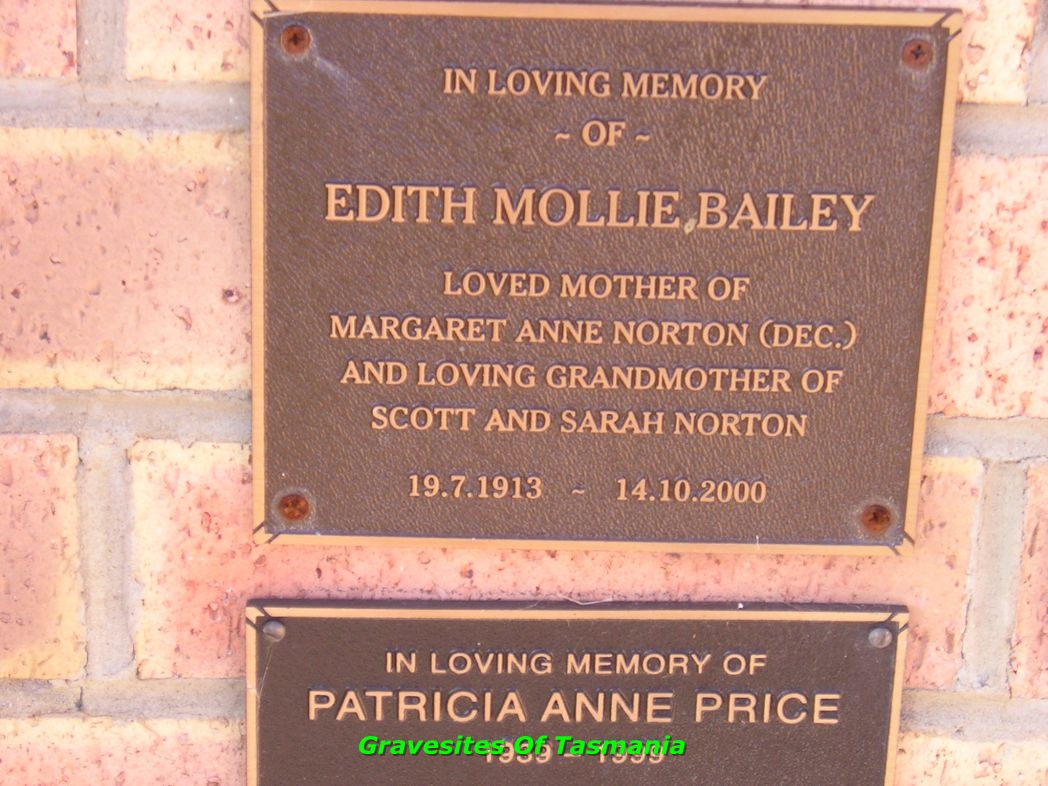 IN LOVING MEMORY
~ OF ~
EDITH MOLLIE BAILEY
LOVED MOTHER OF
MARGARET ANNE NORTON (DEC.)
AND LOVING GRANDMOTHER OF
SCOTT AND SARAH NORTON
19.7.1913 ~ 14.10.2000
IN LOVING MEMORY OF
PATRICIA ANNE PRICE
1939 – 1999
Gravesites Of Tasmania